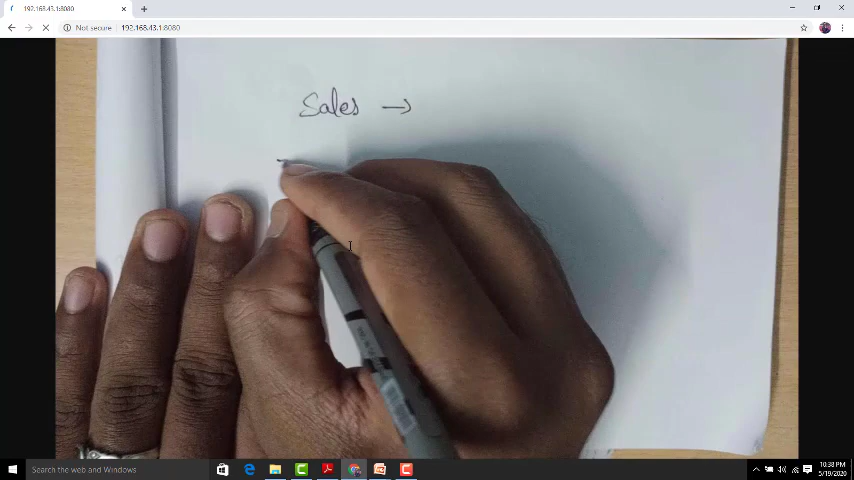 192.168.43.1:8080
Not secure
192.168.43.1:8080
Sales →
Search the web and Windows
10:38 PM
5/19/2020